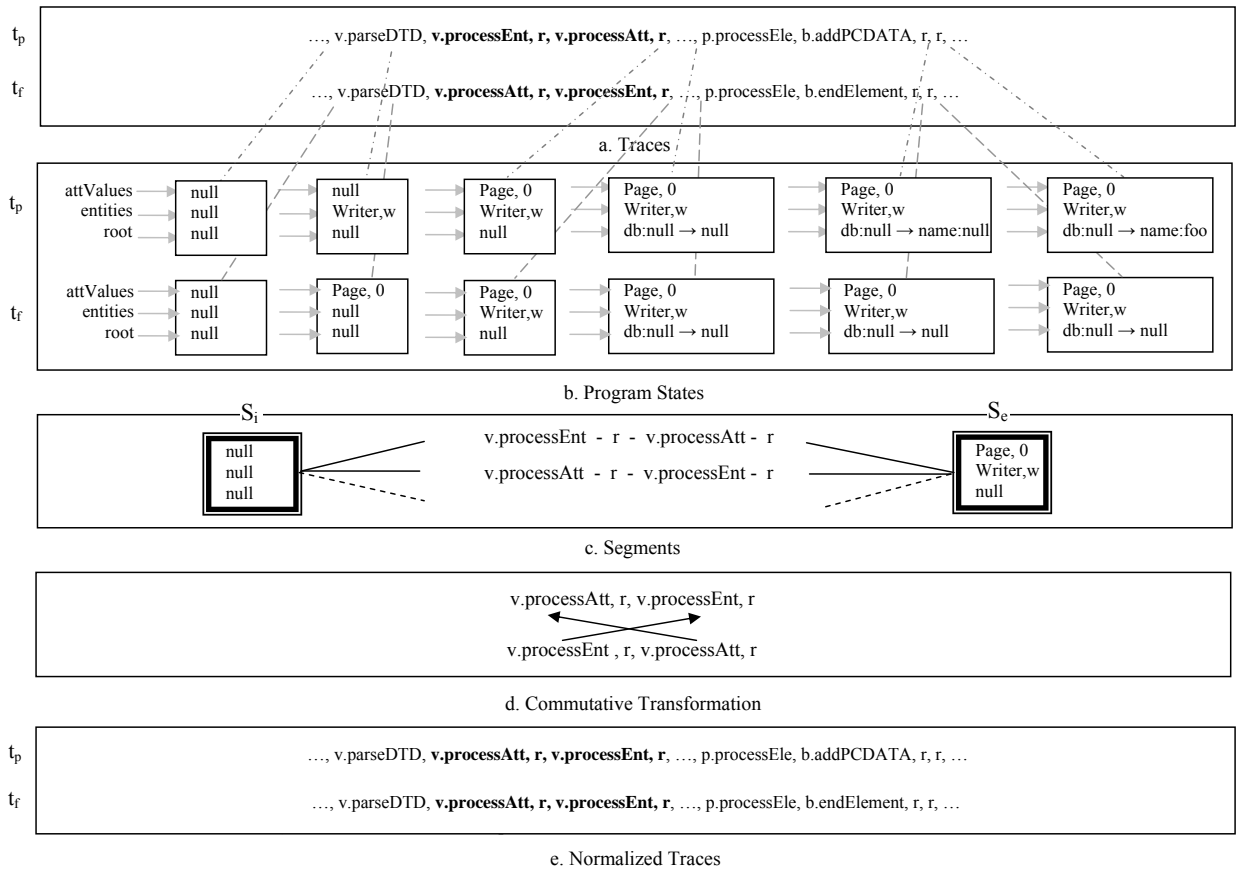 tp …, v.parseDTD, v.processEnt, r, v.processAtt, r, …, p.processEle, b.addPCDATA, r, r, …
tf …, v.parseDTD, v.processAtt, r, v.processEnt, r, …, p.processEle, b.endElement, r, r, …
a. Traces
tp
attValues null null Page, 0 Page, 0 Page, 0 Page, 0
entities null Writer,w Writer,w Writer,w Writer,w Writer,w
root null null null db:null → null db:null → name:null db:null → name:foo
tf
attValues null Page, 0 Page, 0 Page, 0 Page, 0 Page, 0
entities null null Writer,w Writer,w Writer,w Writer,w
root null null null db:null → null db:null → null db:null → null
b. Program States
Si Se
v.processEnt - r - v.processAtt - r
v.processAtt - r - v.processEnt - r
null Page, 0
null Writer,w
null null
c. Segments
v.processAtt, r, v.processEnt, r
v.processEnt , r, v.processAtt, r
d. Commutative Transformation
tp …, v.parseDTD, v.processAtt, r, v.processEnt, r, …, p.processEle, b.addPCDATA, r, r, …
tf …, v.parseDTD, v.processAtt, r, v.processEnt, r, …, p.processEle, b.endElement, r, r, …
e. Normalized Traces